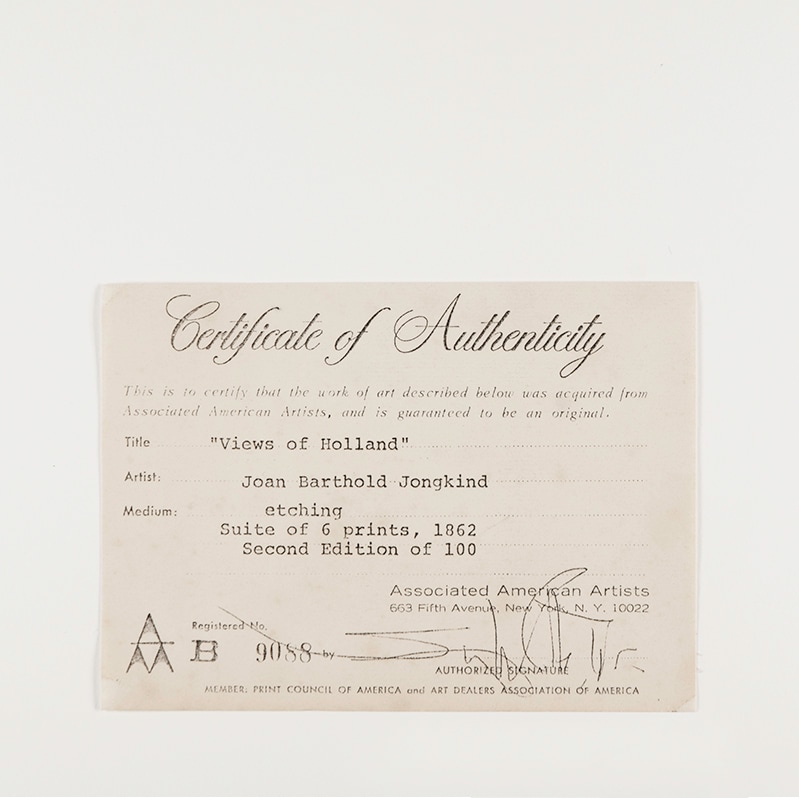 Certificate of Authenticity
This is to certify that the work of art described below was acquired from
Associated American Artists, and is guaranteed to be an original.
Title "Views of Holland"
Artist: Joan Barthold Jongkind
Medium: etching
Suite of 6 prints, 1862
Second Edition of 100
Associated American Artists
663 Fifth Avenue, New York, N. Y. 10022
AAA
Registered No.
B 9088 by
AUTHORIZED SIGNATURE
MEMBER: PRINT COUNCIL OF AMERICA and ART DEALERS ASSOCIATION OF AMERICA